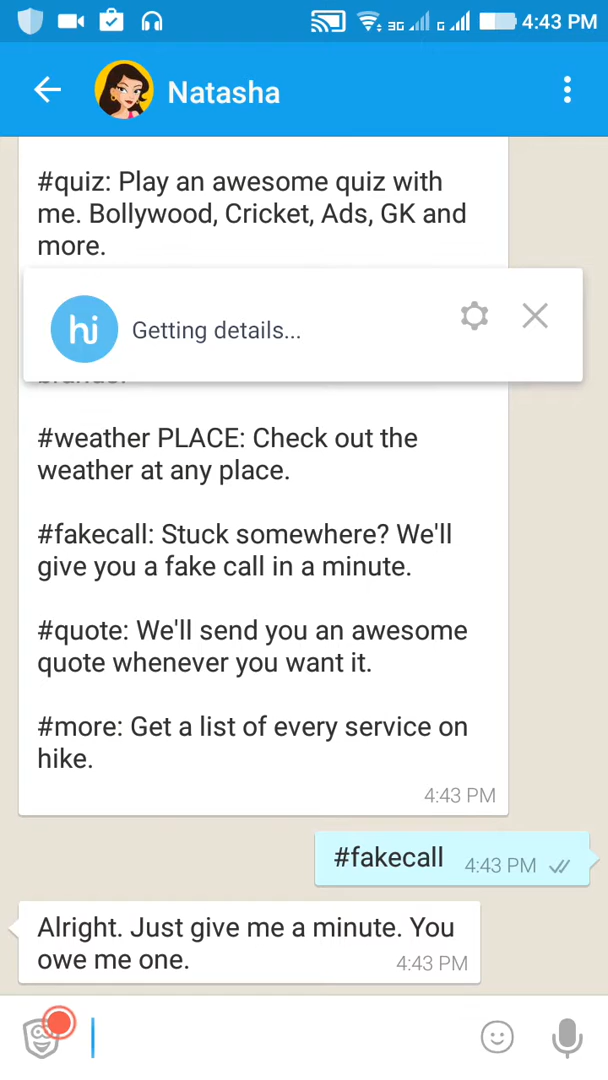 3G G 4:43 PM
Natasha
#quiz: Play an awesome quiz with
me. Bollywood, Cricket, Ads, GK and
more.
hi Getting details...
#weather PLACE: Check out the
weather at any place.
#fakecall: Stuck somewhere? We'll
give you a fake call in a minute.
#quote: We'll send you an awesome
quote whenever you want it.
#more: Get a list of every service on
hike.
4:43 PM
#fakecall 4:43 PM
Alright. Just give me a minute. You
owe me one. 4:43 PM